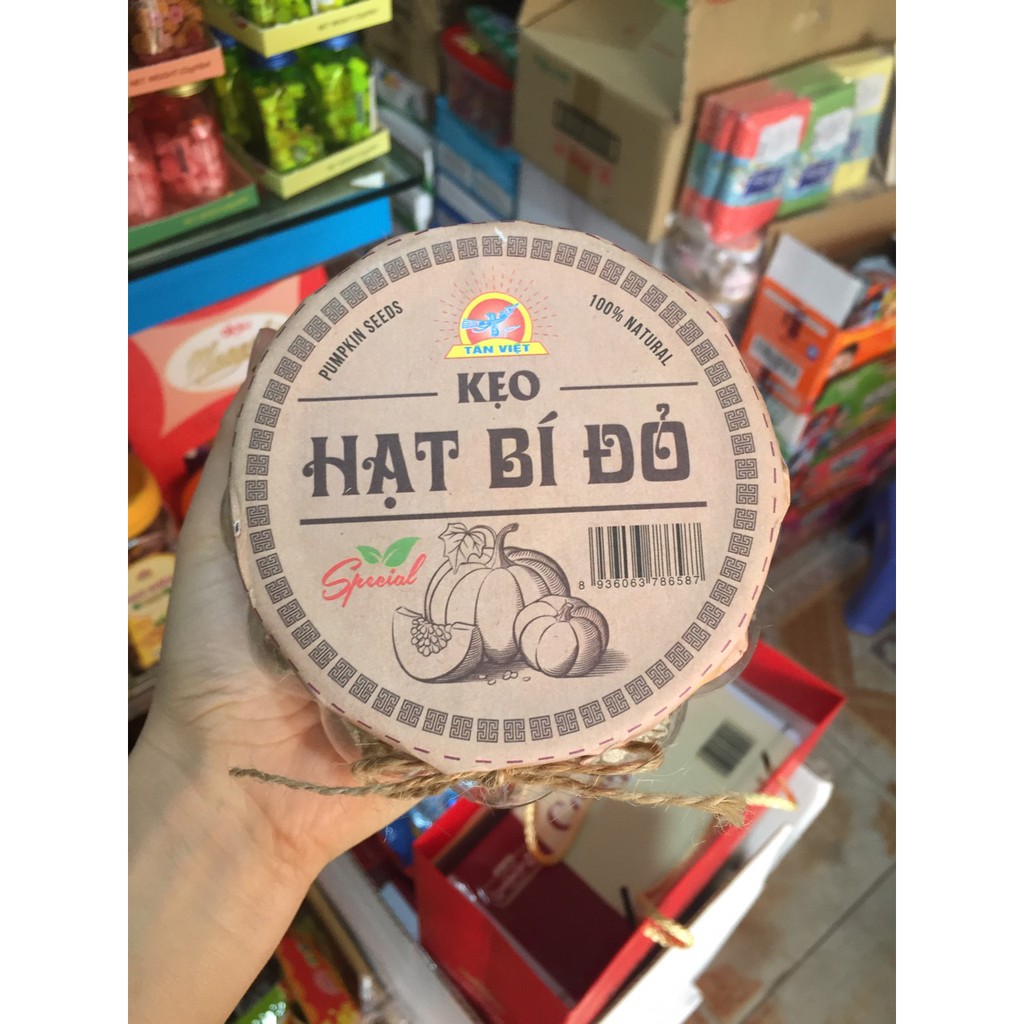 PUMPKIN SEEDS
100% NATURAL
TÂN VIỆT
KẸO
HẠT BÍ ĐỎ
Special
8 936063 786587